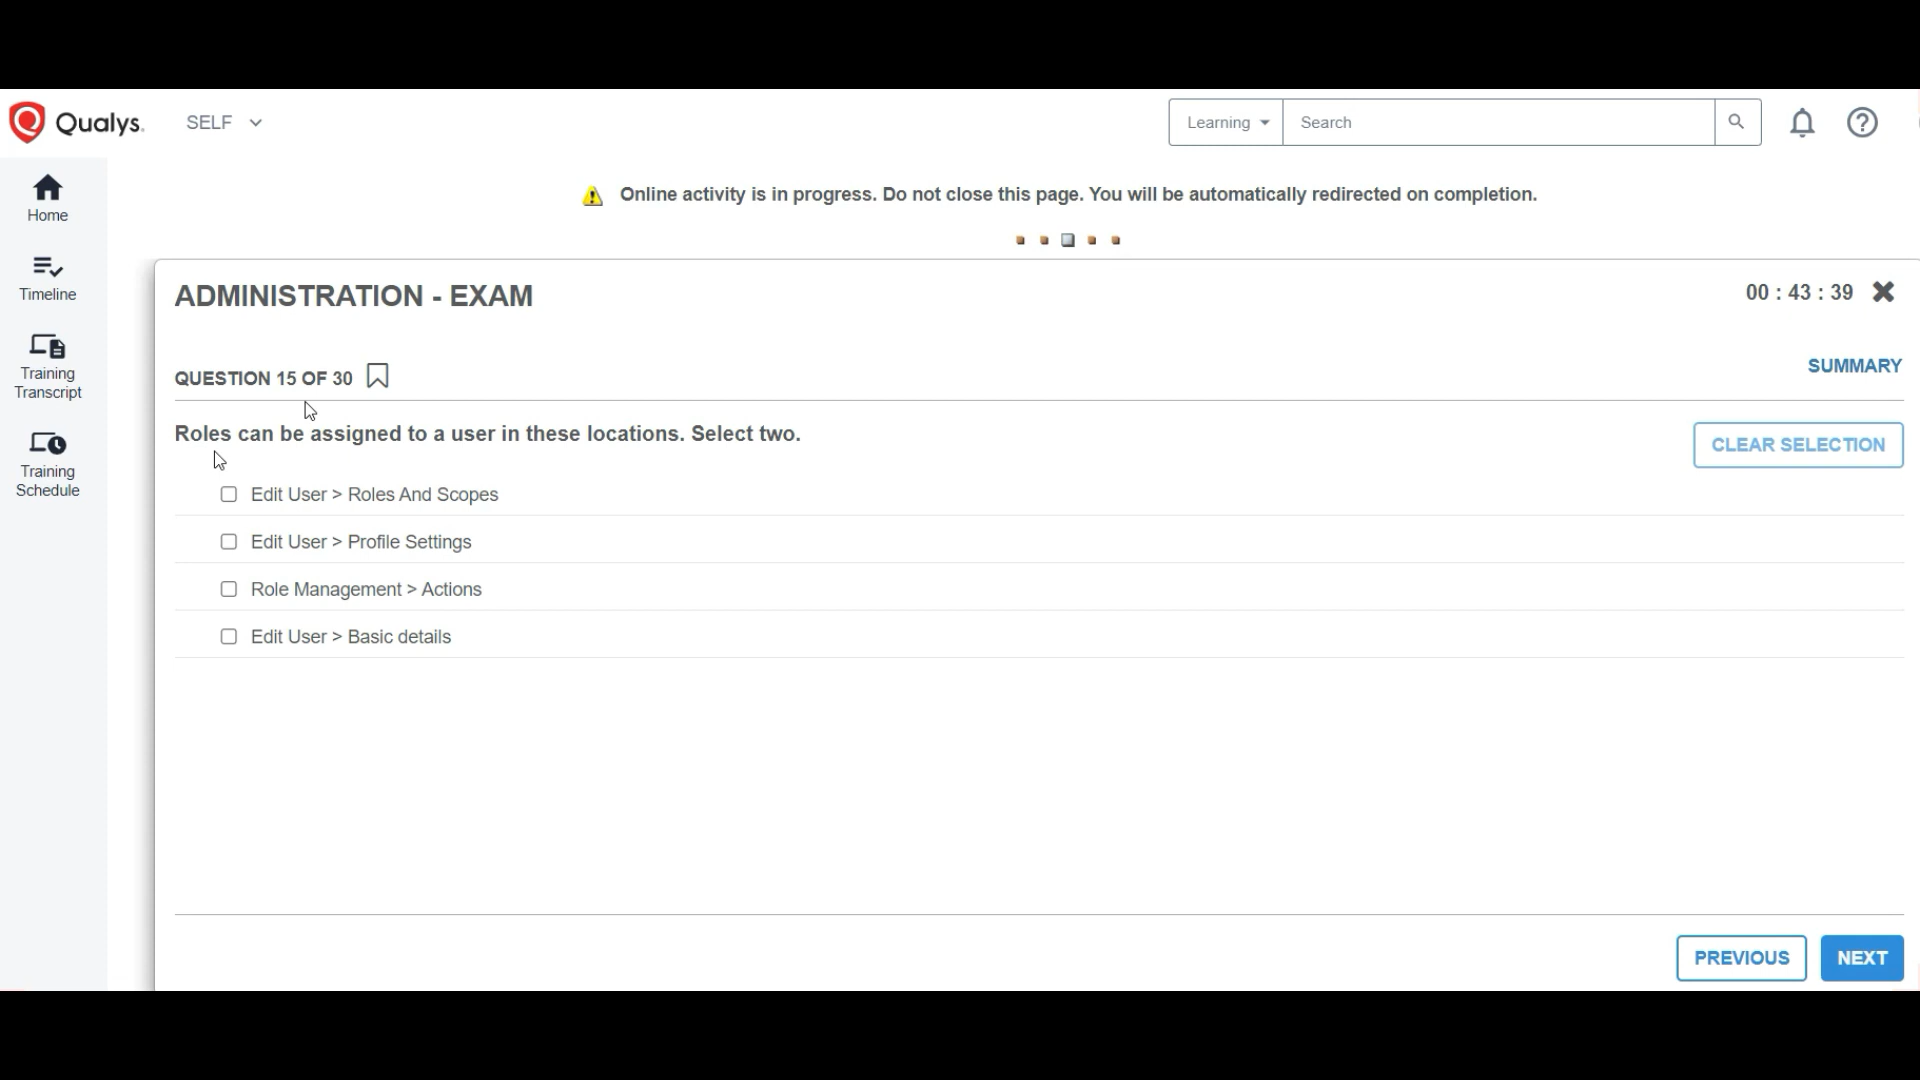 Qualys.
SELF
Learning
Search
Home
Timeline
Training
Transcript
Training
Schedule
Online activity is in progress. Do not close this page. You will be automatically redirected on completion.
ADMINISTRATION - EXAM
00 : 43 : 39
QUESTION 15 OF 30
SUMMARY
Roles can be assigned to a user in these locations. Select two.
CLEAR SELECTION
Edit User > Roles And Scopes
Edit User > Profile Settings
Role Management > Actions
Edit User > Basic details
PREVIOUS
NEXT